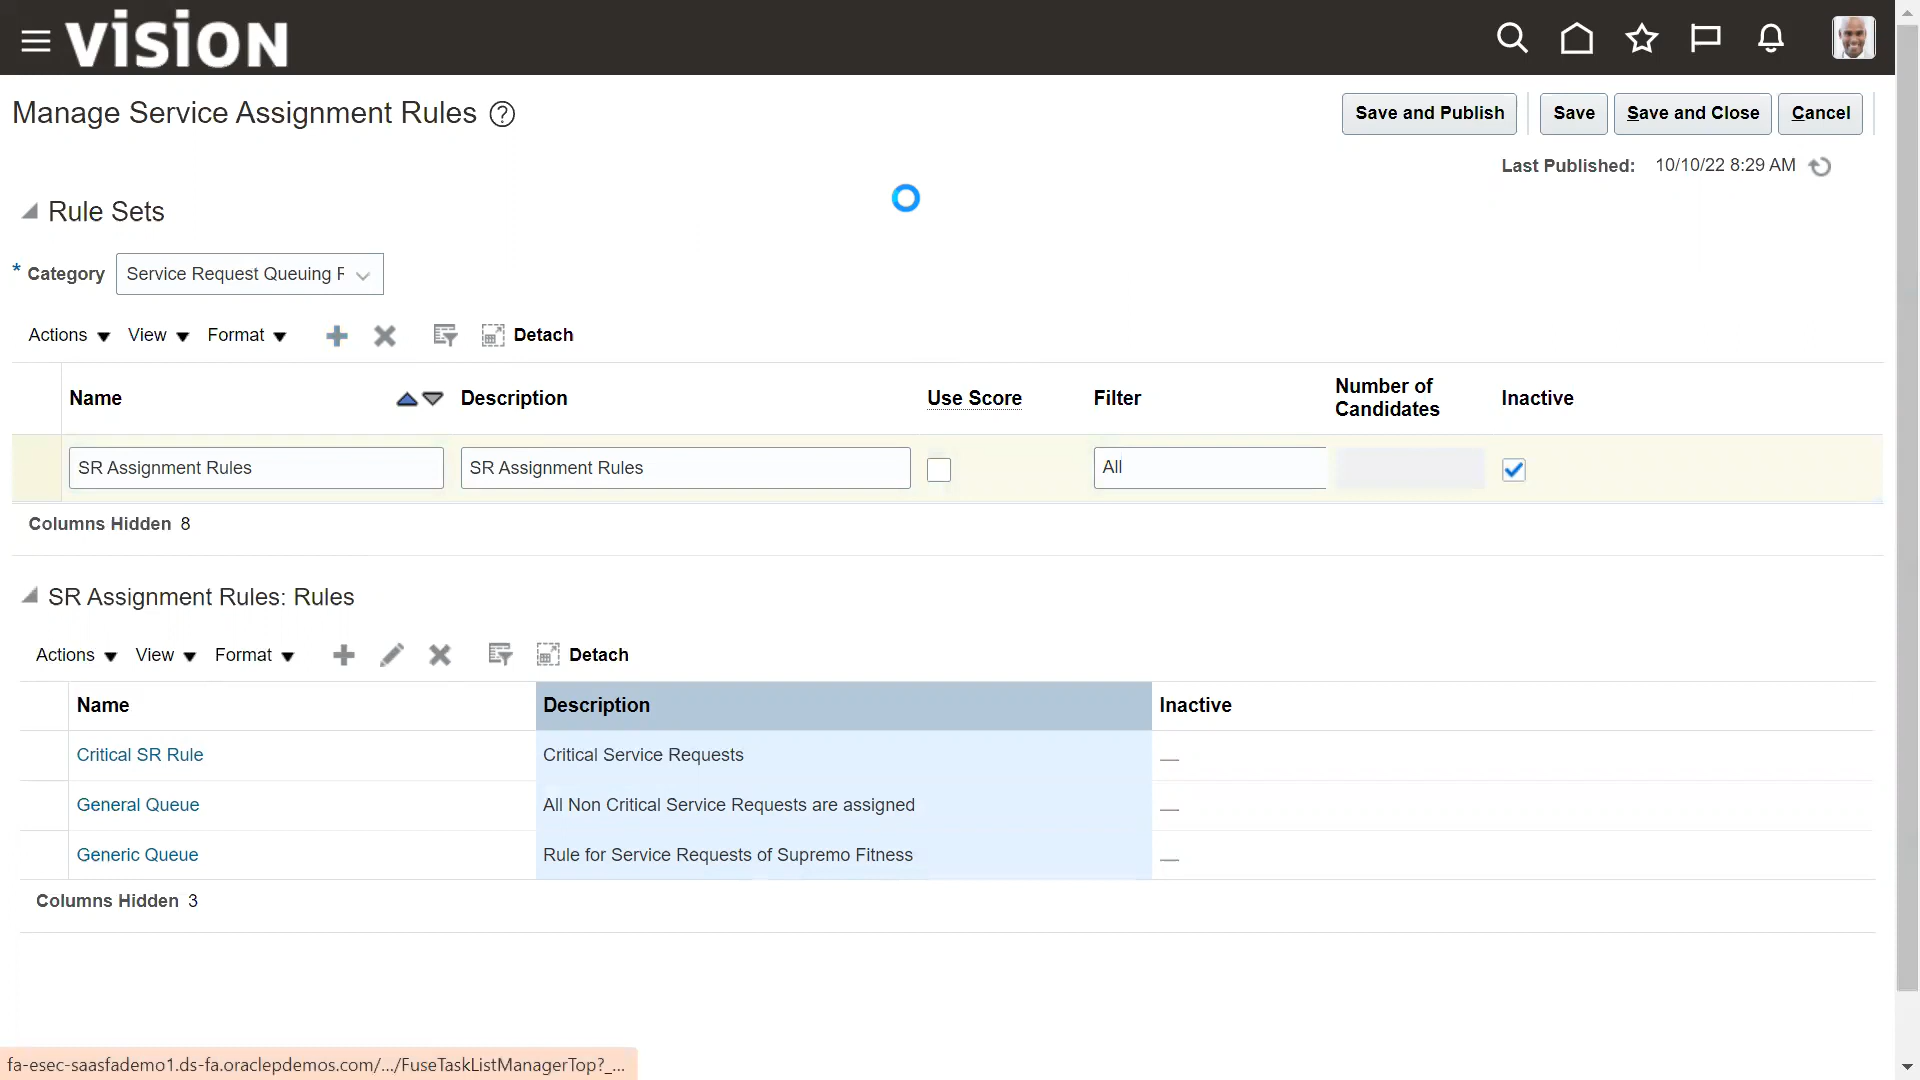 vision
Manage Service Assignment Rules
Save and Publish Save Save and Close Cancel
Last Published: 10/10/22 8:29 AM
Rule Sets
* Category Service Request Queuing
Actions View Format Detach
Name Description Use Score Filter Number of Candidates Inactive
SR Assignment Rules SR Assignment Rules All
Columns Hidden 8
SR Assignment Rules: Rules
Actions View Format Detach
Name Description Inactive
Critical SR Rule Critical Service Requests
General Queue All Non Critical Service Requests are assigned
Generic Queue Rule for Service Requests of Supremo Fitness
Columns Hidden 3
fa-esec-saasfademo1.ds-fa.oraclepdemos.com/.../FuseTaskListManagerTop?_...